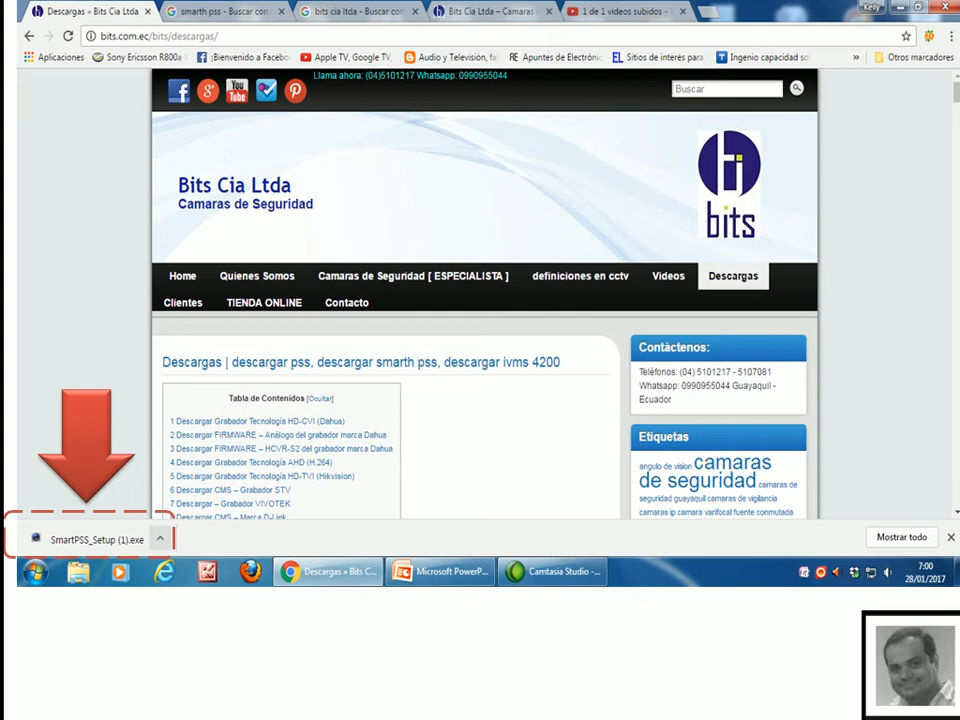 Descargas » Bits Cia Ltda
smarth pss - Buscar con
bits cia ltda - Buscar con
Bits Cia Ltda – Camaras
1 de 1 videos subidos -
Kelly
bits.com.ec/bits/descargas/
Aplicaciones
Sony Ericsson R800a
¡Bienvenido a Facebo
Apple TV, Google TV,
Audio y Televisión, fal
RE Apuntes de Electrónic
EL Sitios de interés para
Ingenio capacidad so
»
Otros marcadores
Llama ahora: (04)5101217 Whatsapp: 0990955044
You
Tube
Buscar
Bits Cia Ltda
Camaras de Seguridad
bits
Home
Quienes Somos
Camaras de Seguridad [ ESPECIALISTA ]
definiciones en cctv
Videos
Descargas
Clientes
TIENDA ONLINE
Contacto
Descargas | descargar pss, descargar smarth pss, descargar ivms 4200
Tabla de Contenidos [Ocultar]
1 Descargar Grabador Tecnología HD-CVI (Dahua)
2 Descargar FIRMWARE – Análogo del grabador marca Dahua
3 Descargar FIRMWARE – HCVR-S2 del grabador marca Dahua
4 Descargar Grabador Tecnología AHD (H.264)
5 Descargar Grabador Tecnología HD-TVI (Hikvision)
6 Descargar CMS – Grabador STV
7 Descargar – Grabador VIVOTEK
Descargar CMS – Marca D-Link
Contáctenos:
Teléfonos: (04) 5101217 - 5107081
Whatsapp: 0990955044 Guayaquil -
Ecuador
Etiquetas
angulo de vision camaras
de seguridad camaras de
seguridad guayaquil camaras de vigilancia
camaras ip camara varifocal fuente conmutada
SmartPSS_Setup (1).exe
Mostrar todo
Descargas » Bits C...
Microsoft PowerP...
Camtasia Studio -...
7:00
28/01/2017